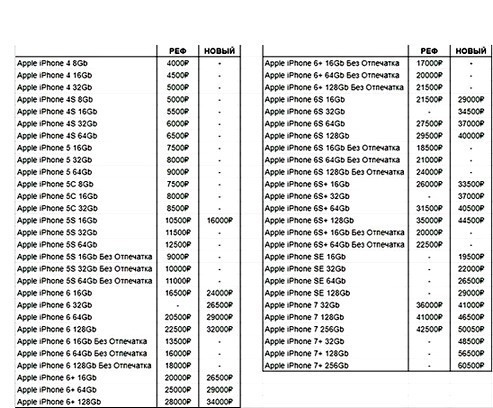 РЕФ НОВЫЙ
Apple iPhone 4 8Gb 4000Р -
Apple iPhone 4 16Gb 4500Р -
Apple iPhone 4 32Gb 5000Р -
Apple iPhone 4S 8Gb 5000Р -
Apple iPhone 4S 16Gb 5500Р -
Apple iPhone 4S 32Gb 6000Р -
Apple iPhone 4S 64Gb 6500Р -
Apple iPhone 5 16Gb 7500Р -
Apple iPhone 5 32Gb 8000Р -
Apple iPhone 5 64Gb 9000Р -
Apple iPhone 5C 8Gb 7500Р -
Apple iPhone 5C 16Gb 8000Р -
Apple iPhone 5C 32Gb 8500Р -
Apple iPhone 5S 16Gb 10500Р 16000Р
Apple iPhone 5S 32Gb 11500Р -
Apple iPhone 5S 64Gb 12500Р -
Apple iPhone 5S 16Gb Без Отпечатка 9000Р -
Apple iPhone 5S 32Gb Без Отпечатка 10000Р -
Apple iPhone 5S 64Gb Без Отпечатка 11000Р -
Apple iPhone 6 16Gb 16500Р 24000Р
Apple iPhone 6 32Gb - 26500Р
Apple iPhone 6 64Gb 20500Р 29000Р
Apple iPhone 6 128Gb 22500Р 32000Р
Apple iPhone 6 16Gb Без Отпечатка 13500Р -
Apple iPhone 6 64Gb Без Отпечатка 16000Р -
Apple iPhone 6 128Gb Без Отпечатка 18000Р -
Apple iPhone 6+ 16Gb 20000Р 26500Р
Apple iPhone 6+ 64Gb 25000Р 29000Р
Apple iPhone 6+ 128Gb 28000Р 34000Р
РЕФ НОВЫЙ
Apple iPhone 6+ 16Gb Без Отпечатка 17000Р -
Apple iPhone 6+ 64Gb Без Отпечатка 20000Р -
Apple iPhone 6+ 128Gb Без Отпечатка 21500Р -
Apple iPhone 6S 16Gb 21500Р 29000Р
Apple iPhone 6S 32Gb - 34500Р
Apple iPhone 6S 64Gb 27500Р 37000Р
Apple iPhone 6S 128Gb 29500Р 40000Р
Apple iPhone 6S 16Gb Без Отпечатка 18500Р -
Apple iPhone 6S 64Gb Без Отпечатка 21000Р -
Apple iPhone 6S 128Gb Без Отпечатка 24000Р -
Apple iPhone 6S+ 16Gb 26000Р 33500Р
Apple iPhone 6S+ 32Gb - 37000Р
Apple iPhone 6S+ 64Gb 31500Р 40500Р
Apple iPhone 6S+ 128Gb 35000Р 44500Р
Apple iPhone 6S+ 16Gb Без Отпечатка 20000Р -
Apple iPhone 6S+ 64Gb Без Отпечатка 22500Р -
Apple iPhone SE 16Gb - 19500Р
Apple iPhone SE 32Gb - 22000Р
Apple iPhone SE 64Gb - 26500Р
Apple iPhone SE 128Gb - 29000Р
Apple iPhone 7 32Gb 36000Р 41000Р
Apple iPhone 7 128Gb 41000Р 46500Р
Apple iPhone 7 256Gb 42500Р 50050Р
Apple iPhone 7+ 32Gb - 48500Р
Apple iPhone 7+ 128Gb - 56500Р
Apple iPhone 7+ 256Gb - 60500Р